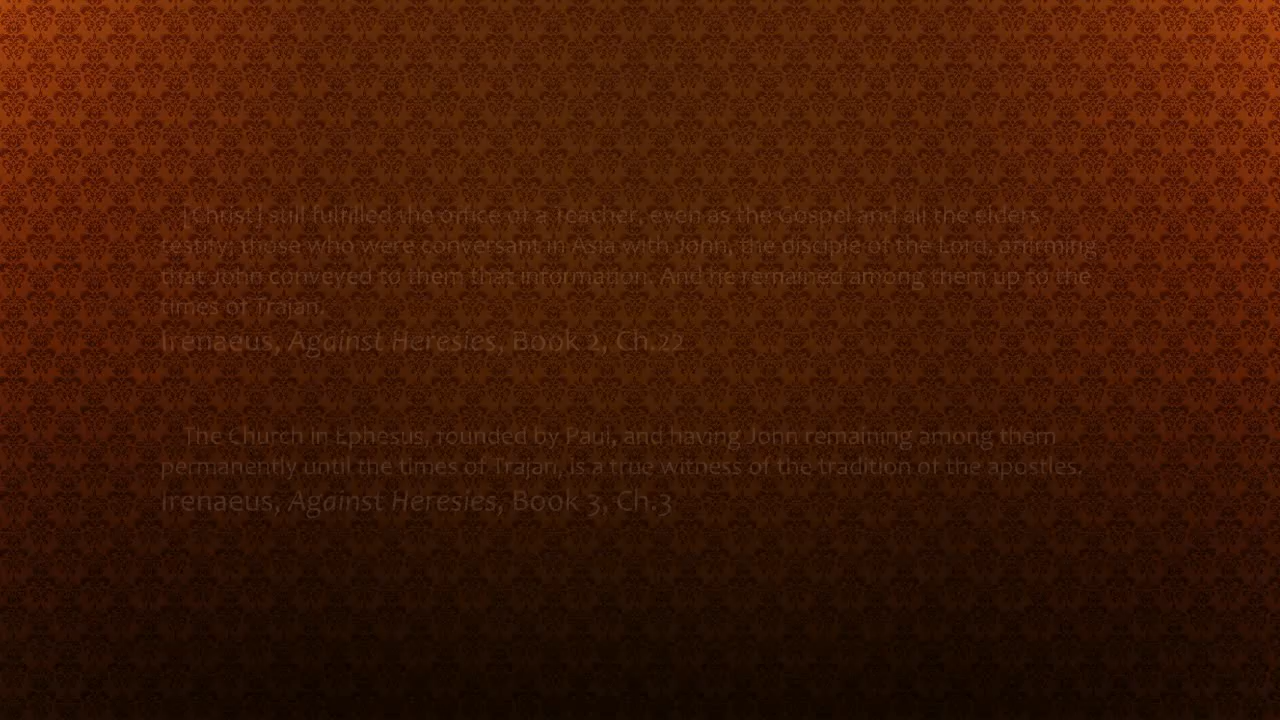 [Christ] still fulfilled the office of a Teacher, even as the Gospel and all the elders
testify; those who were conversant in Asia with John, the disciple of the Lord, affirming
that John conveyed to them that information. And he remained among them up to the
times of Trajan.
Irenaeus, Against Heresies, Book 2, Ch.22
The Church in Ephesus, founded by Paul, and having John remaining among them
permanently until the times of Trajan, is a true witness of the tradition of the apostles.
Irenaeus, Against Heresies, Book 3, Ch.3